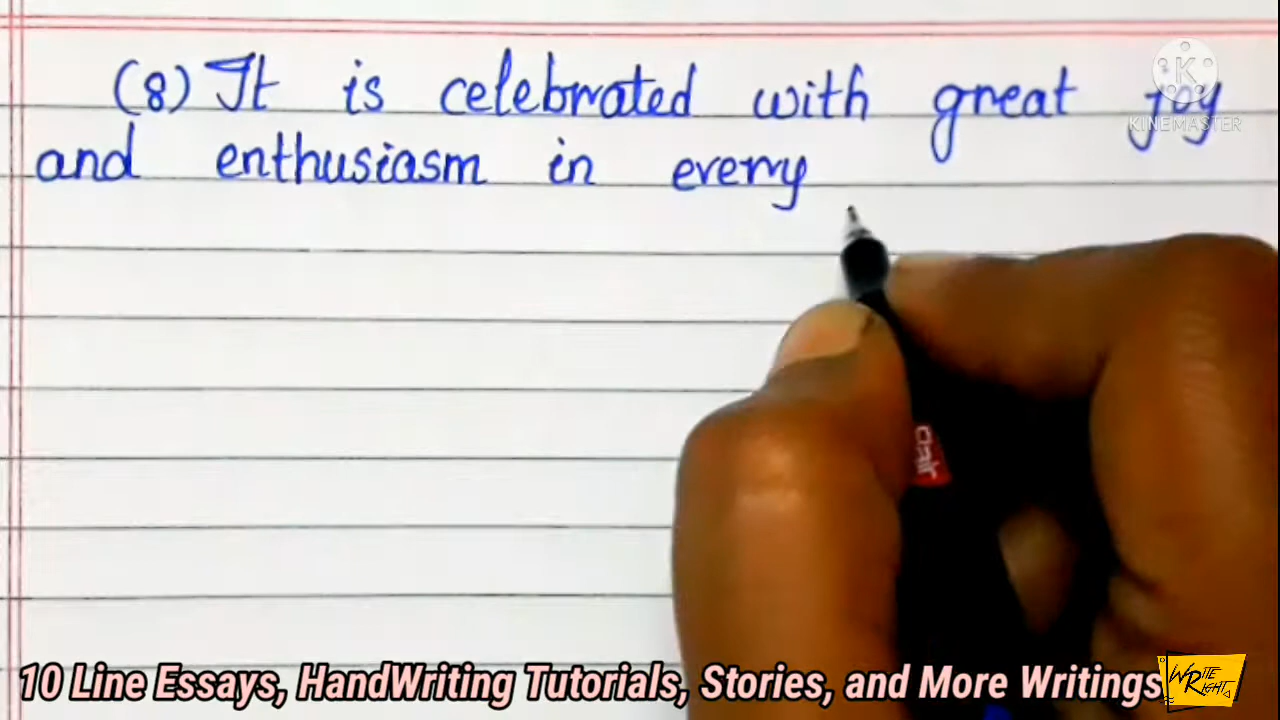 (8) It is celebrated with great joy
KINEMASTER
and enthusiasm in every
cair
10 Line Essays, HandWriting Tutorials, Stories, and More Writings
WRITE
RIGHT